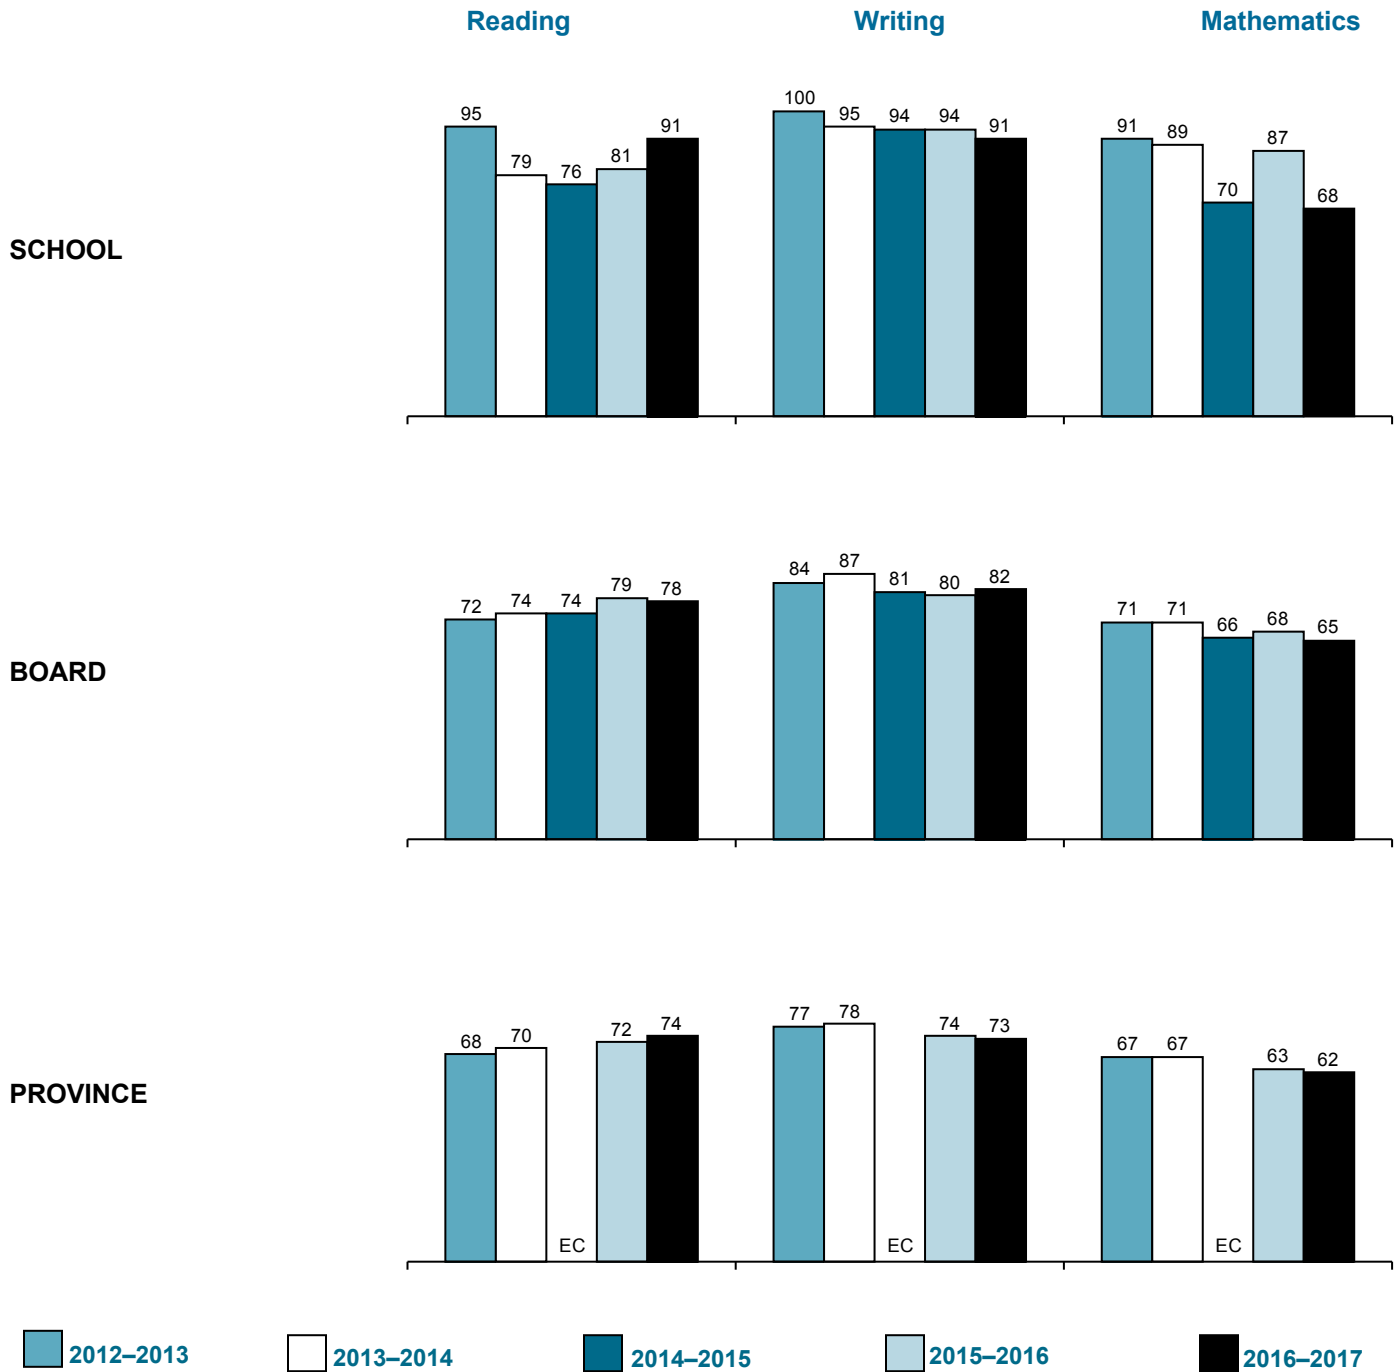 Reading Writing Mathematics
SCHOOL
95 79 76 81 91 100 95 94 94 91 91 89 70 87 68
BOARD
72 74 74 79 78 84 87 81 80 82 71 71 66 68 65
PROVINCE
68 70 EC 72 74 77 78 EC 74 73 67 67 EC 63 62
2012–2013 2013–2014 2014–2015 2015–2016 2016–2017